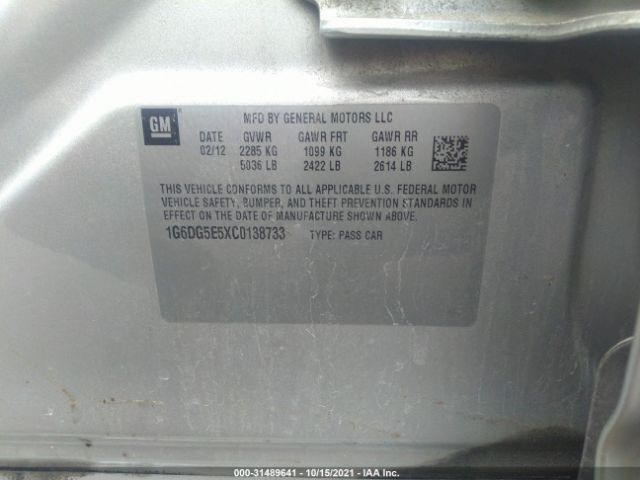 MFD BY GENERAL MOTORS LLC
GM
DATE GVWR GAWR FRT GAWR RR
02/12 2285 KG 1099 KG 1186 KG
5036 LB 2422 LB 2614 LB
THIS VEHICLE CONFORMS TO ALL APPLICABLE U.S. FEDERAL MOTOR
VEHICLE SAFETY, BUMPER, AND THEFT PREVENTION STANDARDS IN
EFFECT ON THE DATE OF MANUFACTURE SHOWN ABOVE.
1G6DG5E5XC0138733 TYPE: PASS CAR
000-31489641 - 10/15/2021 - IAA Inc.